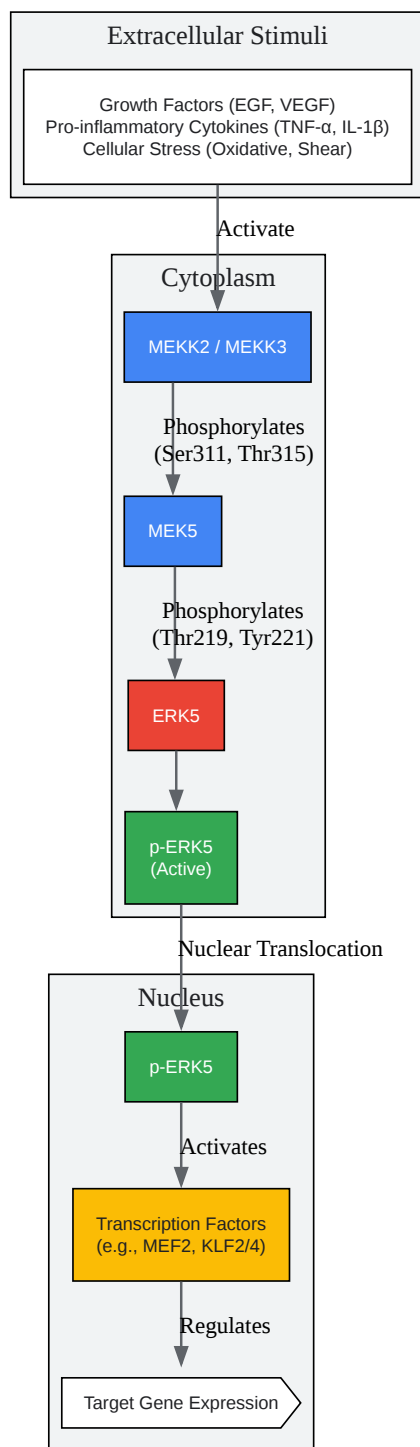 Extracellular Stimuli
Growth Factors (EGF, VEGF)
Pro-inflammatory Cytokines (TNF-α, IL-1β)
Cellular Stress (Oxidative, Shear)
Activate
Cytoplasm
MEKK2 / MEKK3
Phosphorylates
(Ser311, Thr315)
MEK5
Phosphorylates
(Thr219, Tyr221)
ERK5
p-ERK5
(Active)
Nuclear Translocation
Nucleus
p-ERK5
Activates
Transcription Factors
(e.g., MEF2, KLF2/4)
Regulates
Target Gene Expression